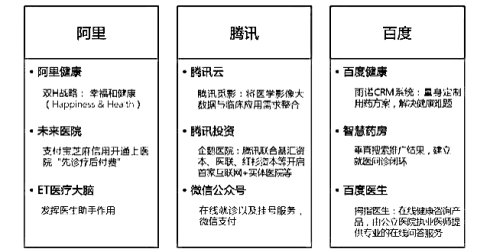 阿里
• 阿里健康
双H战略：幸福和健康
（Happiness & Health）
• 未来医院
支付宝芝麻信用开通上医
院“先诊疗后付费”
• ET医疗大脑
发挥医生助手作用
腾讯
• 腾讯云
腾讯觅影：将医学影像大
数据与临床应用需求整合
• 腾讯投资
企鹅医院：腾讯联合基汇资
本、医联、红杉资本等开启
首家互联网+实体医院等
• 微信公众号
在线就诊以及挂号服务，
微信支付
百度
• 百度健康
CRM系统：量身定制
用药方案，解决健康难题
• 智慧药房
垂直搜索推广结果，建立
就医问诊闭环
• 百度医生
拇指医生：在线健康咨询产
品，由公立医院执业医师提
供专业的在线问答服务